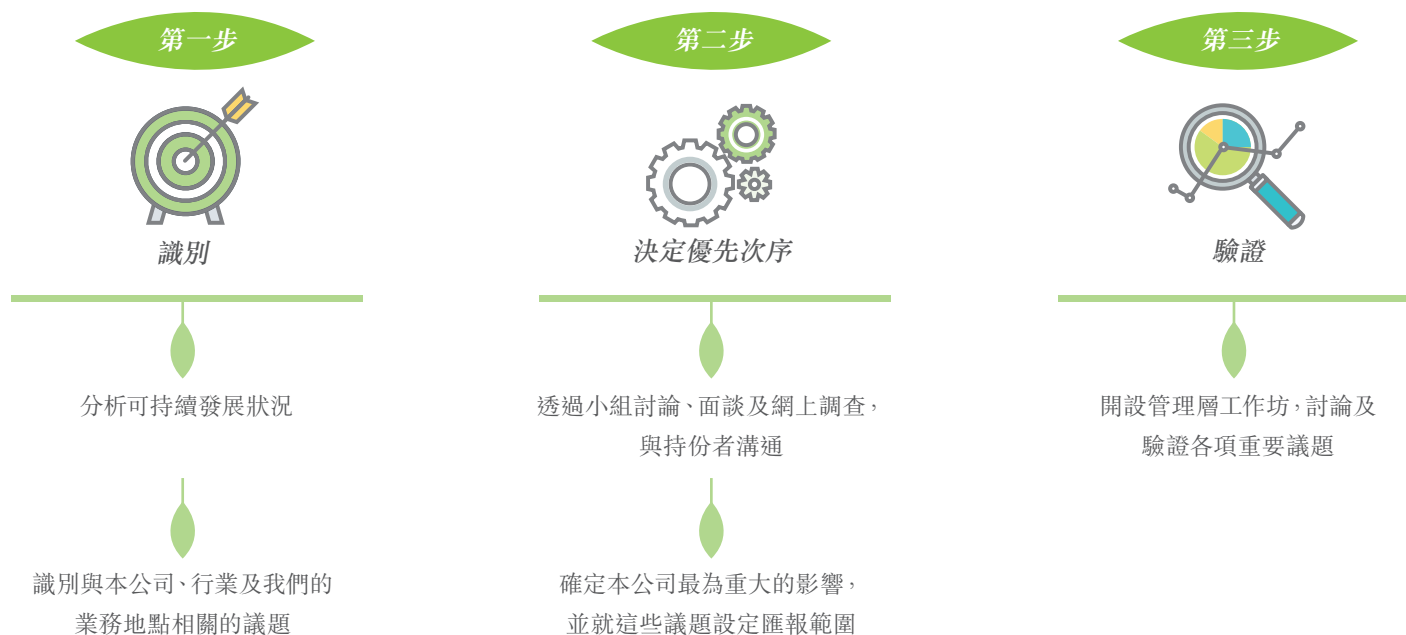 第一步
識別
分析可持續發展狀況
識別與本公司、行業及我們的
業務地點相關的議題
第二步
決定優先次序
透過小組討論、面談及網上調查，
與持份者溝通
確定本公司最為重大的影響，
並就這些議題設定匯報範圍
第三步
驗證
開設管理層工作坊，討論及
驗證各項重要議題